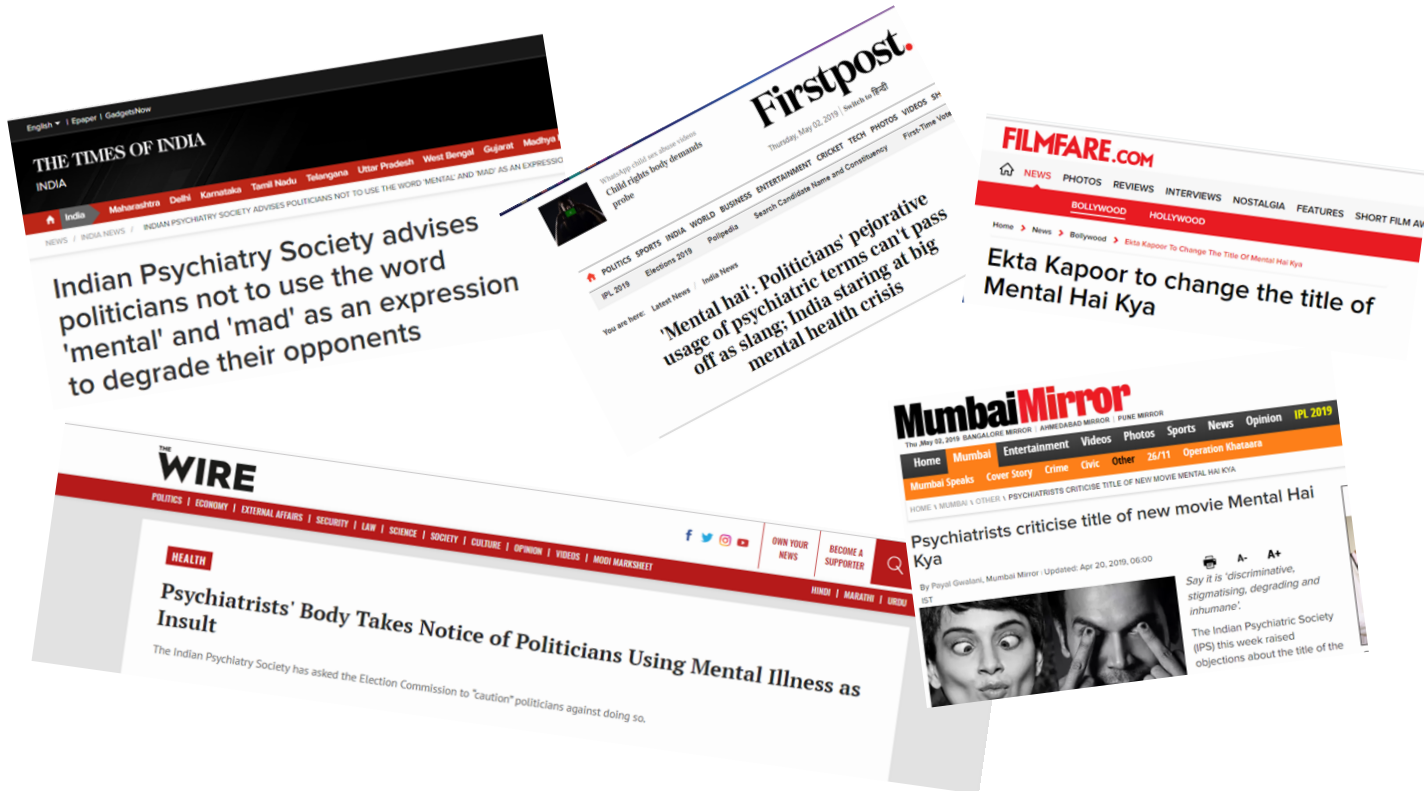 English | Epaper | GadgetsNow
THE TIMES OF INDIA
INDIA
India Maharashtra Delhi Karnataka Tamil Nadu Telangana Uttar Pradesh West Bengal Gujarat Madhya
NEWS / INDIA NEWS / INDIAN PSYCHIATRY SOCIETY ADVISES POLITICIANS NOT TO USE THE WORD 'MENTAL' AND 'MAD' AS AN EXPRESSIO
Indian Psychiatry Society advises
politicians not to use the word
'mental' and 'mad' as an expression
to degrade their opponents
WhatsApp child sex abuse videos
Child rights body demands
probe
Firstpost.
Thursday, May 02, 2019 | Switch to हिन्दी
POLITICS SPORTS INDIA WORLD BUSINESS ENTERTAINMENT CRICKET TECH PHOTOS VIDEOS SH
IPL 2019 Elections 2019 Polipedia Search Candidate Name and Constituency First-Time Vote
You are here: Latest News / India News
'Mental hai': Politicians' pejorative
usage of psychiatric terms can't pass
off as slang; India staring at big
mental health crisis
FILMFARE.COM
NEWS PHOTOS REVIEWS INTERVIEWS NOSTALGIA FEATURES SHORT FILM AW
BOLLYWOOD HOLLYWOOD
Home > News > Bollywood > Ekta Kapoor To Change The Title Of Mental Hai Kya
Ekta Kapoor to change the title of
Mental Hai Kya
THE
WIRE
POLITICS | ECONOMY | EXTERNAL AFFAIRS | SECURITY | LAW | SCIENCE | SOCIETY | CULTURE | OPINION | VIDEOS | MODI MARKSHEET
OWN YOUR
NEWS
BECOME A
SUPPORTER
HINDI | MARATHI | URDU
HEALTH
Psychiatrists' Body Takes Notice of Politicians Using Mental Illness as
Insult
The Indian Psychiatry Society has asked the Election Commission to "caution" politicians against doing so.
MumbaiMirror
Thu ,May 02, 2019 BANGALORE MIRROR | AHMEDABAD MIRROR | PUNE MIRROR
Home Mumbai Entertainment Videos Photos Sports News Opinion IPL 2019
Mumbai Speaks Cover Story Crime Civic Other 26/11 Operation Khataara
HOME \ MUMBAI \ OTHER \ PSYCHIATRISTS CRITICISE TITLE OF NEW MOVIE MENTAL HAI KYA
Psychiatrists criticise title of new movie Mental Hai
Kya
By Payal Gwalani, Mumbai Mirror | Updated: Apr 20, 2019, 06:00
IST
A- A+
Say it is 'discriminative,
stigmatising, degrading and
inhumane'.
The Indian Psychiatric Society
(IPS) this week raised
objections about the title of the